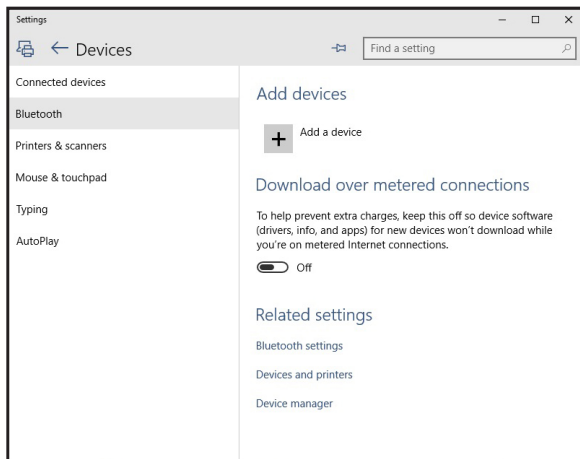 Settings
Devices
Find a setting
Connected devices
Bluetooth
Printers & scanners
Mouse & touchpad
Typing
AutoPlay
Add devices
Add a device
Download over metered connections
To help prevent extra charges, keep this off so device software
(drivers, info, and apps) for new devices won't download while
you're on metered Internet connections.
Off
Related settings
Bluetooth settings
Devices and printers
Device manager